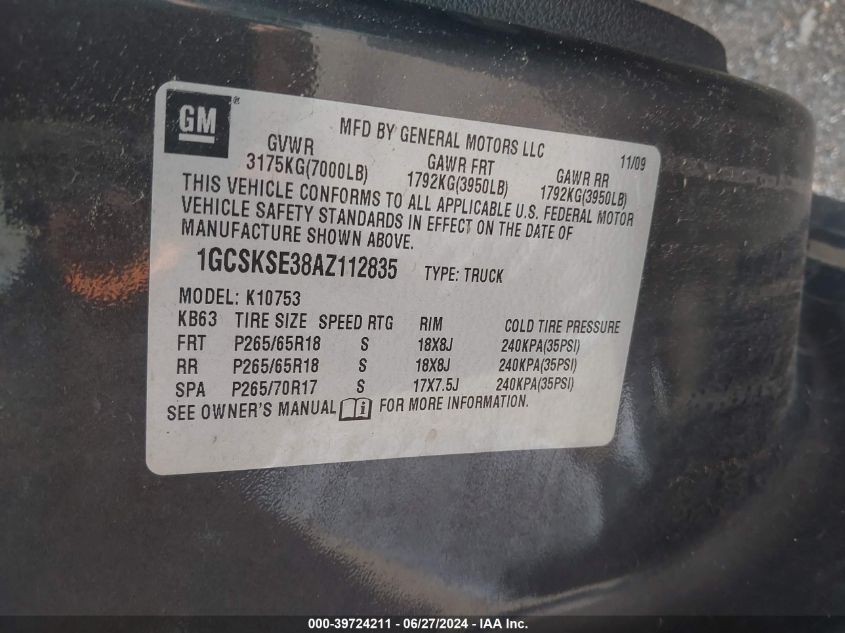 GM®
MFD BY GENERAL MOTORS LLC 11/09
GVWR GAWR FRT GAWR RR
3175KG(7000LB) 1792KG(3950LB) 1792KG(3950LB)
THIS VEHICLE CONFORMS TO ALL APPLICABLE U.S. FEDERAL MOTOR
VEHICLE SAFETY STANDARDS IN EFFECT ON THE DATE OF
MANUFACTURE SHOWN ABOVE.
1GCSKSE38AZ112835 TYPE: TRUCK
MODEL: K10753
KB63 TIRE SIZE SPEED RTG RIM COLD TIRE PRESSURE
FRT P265/65R18 S 18X8J 240KPA(35PSI)
RR P265/65R18 S 18X8J 240KPA(35PSI)
SPA P265/70R17 S 17X7.5J 240KPA(35PSI)
SEE OWNER'S MANUAL i FOR MORE INFORMATION.
000-39724211 - 06/27/2024 - IAA Inc.